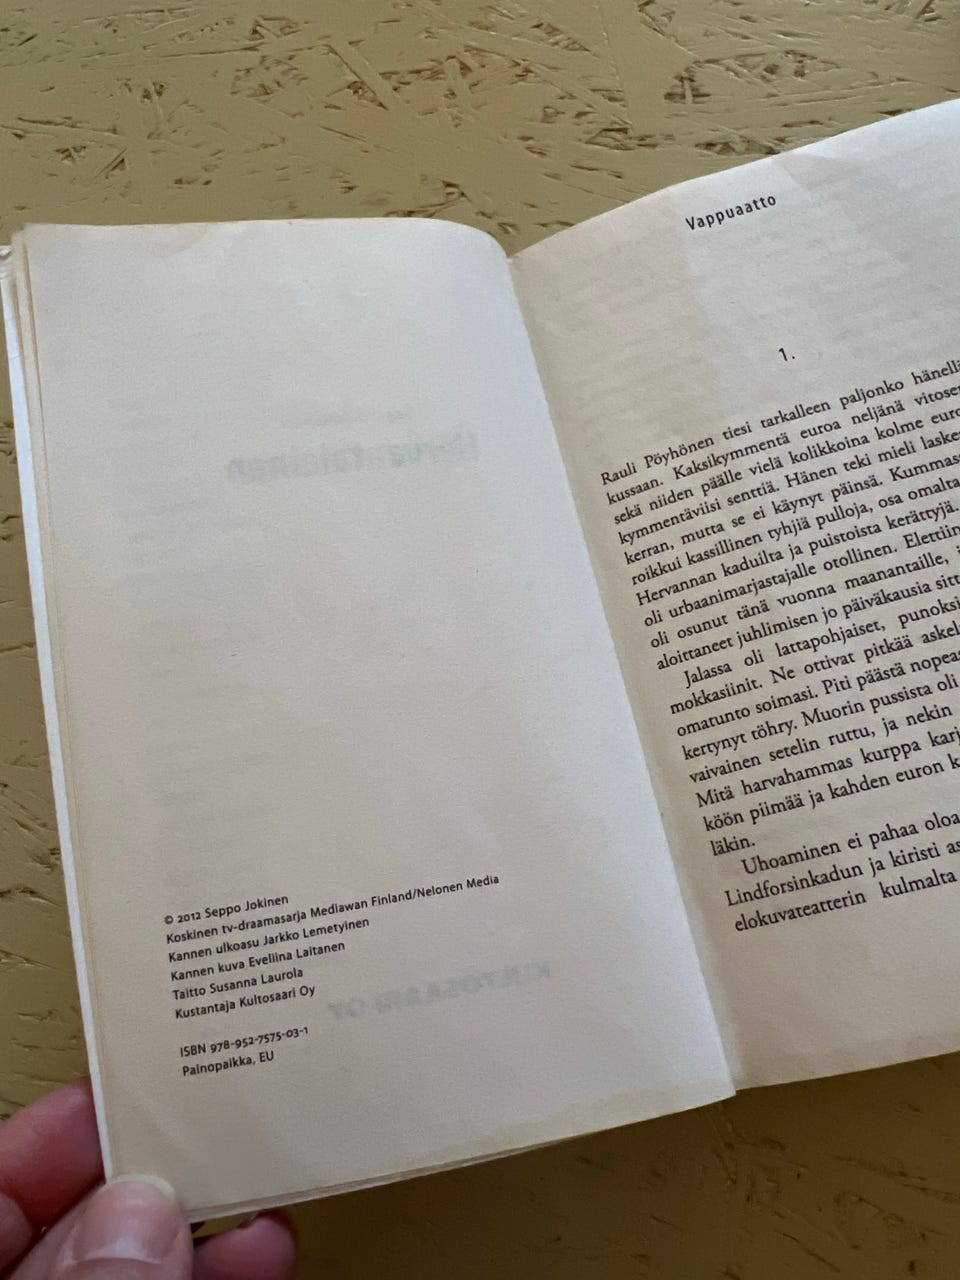 © 2012 Seppo Jokinen
Koskinen tv-draamasarja Mediawan Finland/Nelonen Media
Kannen ulkoasu Jarkko Lemetyinen
Kannen kuva Eveliina Laitanen
Taitto Susanna Laurola
Kustantaja Kultosaari Oy
ISBN 978-952-7575-03-1
Painopaikka, EU
Vappuaatto
1.
Rauli Pöyhönen tiesi tarkalleen paljonko hänellä
kussaan. Kaksikymmentä euroa neljänä vitosen
sekä niiden päälle vielä kolikkoina kolme euro
kymmentäviisi senttiä. Hänen teki mieli laske
kerran, mutta se ei käynyt päinsä. Kummas
roikkui kassillinen tyhjiä pulloja, osa omalta
Hervannan kaduilta ja puistoista kerättyjä.
oli urbaanimarjastajalle otollinen. Elettiin
oli osunut tänä vuonna maanantaille,
aloittaneet juhlimisen jo päiväkausia sitt
Jalassa oli lattapohjaiset, punoksi
mokkasiinit. Ne ottivat pitkää askel
omatunto soimasi. Piti päästä nopeas
kertynyt töhry. Muorin pussista oli
vaivainen setelin ruttu, ja nekin
Mitä harvahammas kurppa karj
köön piimää ja kahden euron k
läkin.
Uhoaminen ei pahaa oloa
Lindforsinkadun ja kiristi as
elokuvateatterin kulmalta